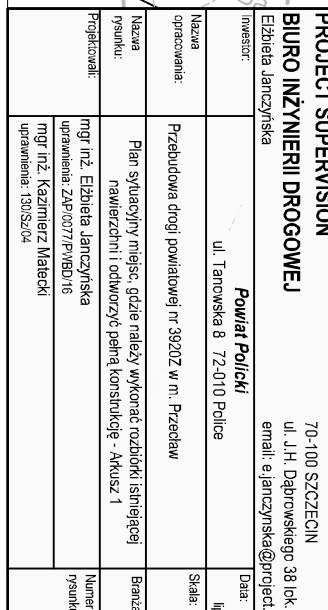 PROJECT SUPERVISION
BIURO INŻYNIERII DROGOWEJ
Elżbieta Janczyńska
70-100 SZCZECIN
ul. J.H. Dąbrowskiego 38 lok.
email: e.janczynska@project.
Inwestor:
Powiat Policki
ul. Tanowska 8 72-010 Police
Data:
lip
Nazwa
opracowania:
Przebudowa drogi powiatowej nr 3920Z w m. Przecław
Skala:
Nazwa
rysunku:
Plan sytuacyjny miejsc, gdzie należy wykonać rozbiórki istniejącej
nawierzchni i odtworzyć pełną konstrukcję - Arkusz 1
Branża
Projektowali:
mgr inż. Elżbieta Janczyńska
uprawnienia: ZAP/0077/PWBD/16
mgr inż. Kazimierz Matecki
uprawnienia: 130/Sz/04
Numer
rysunk